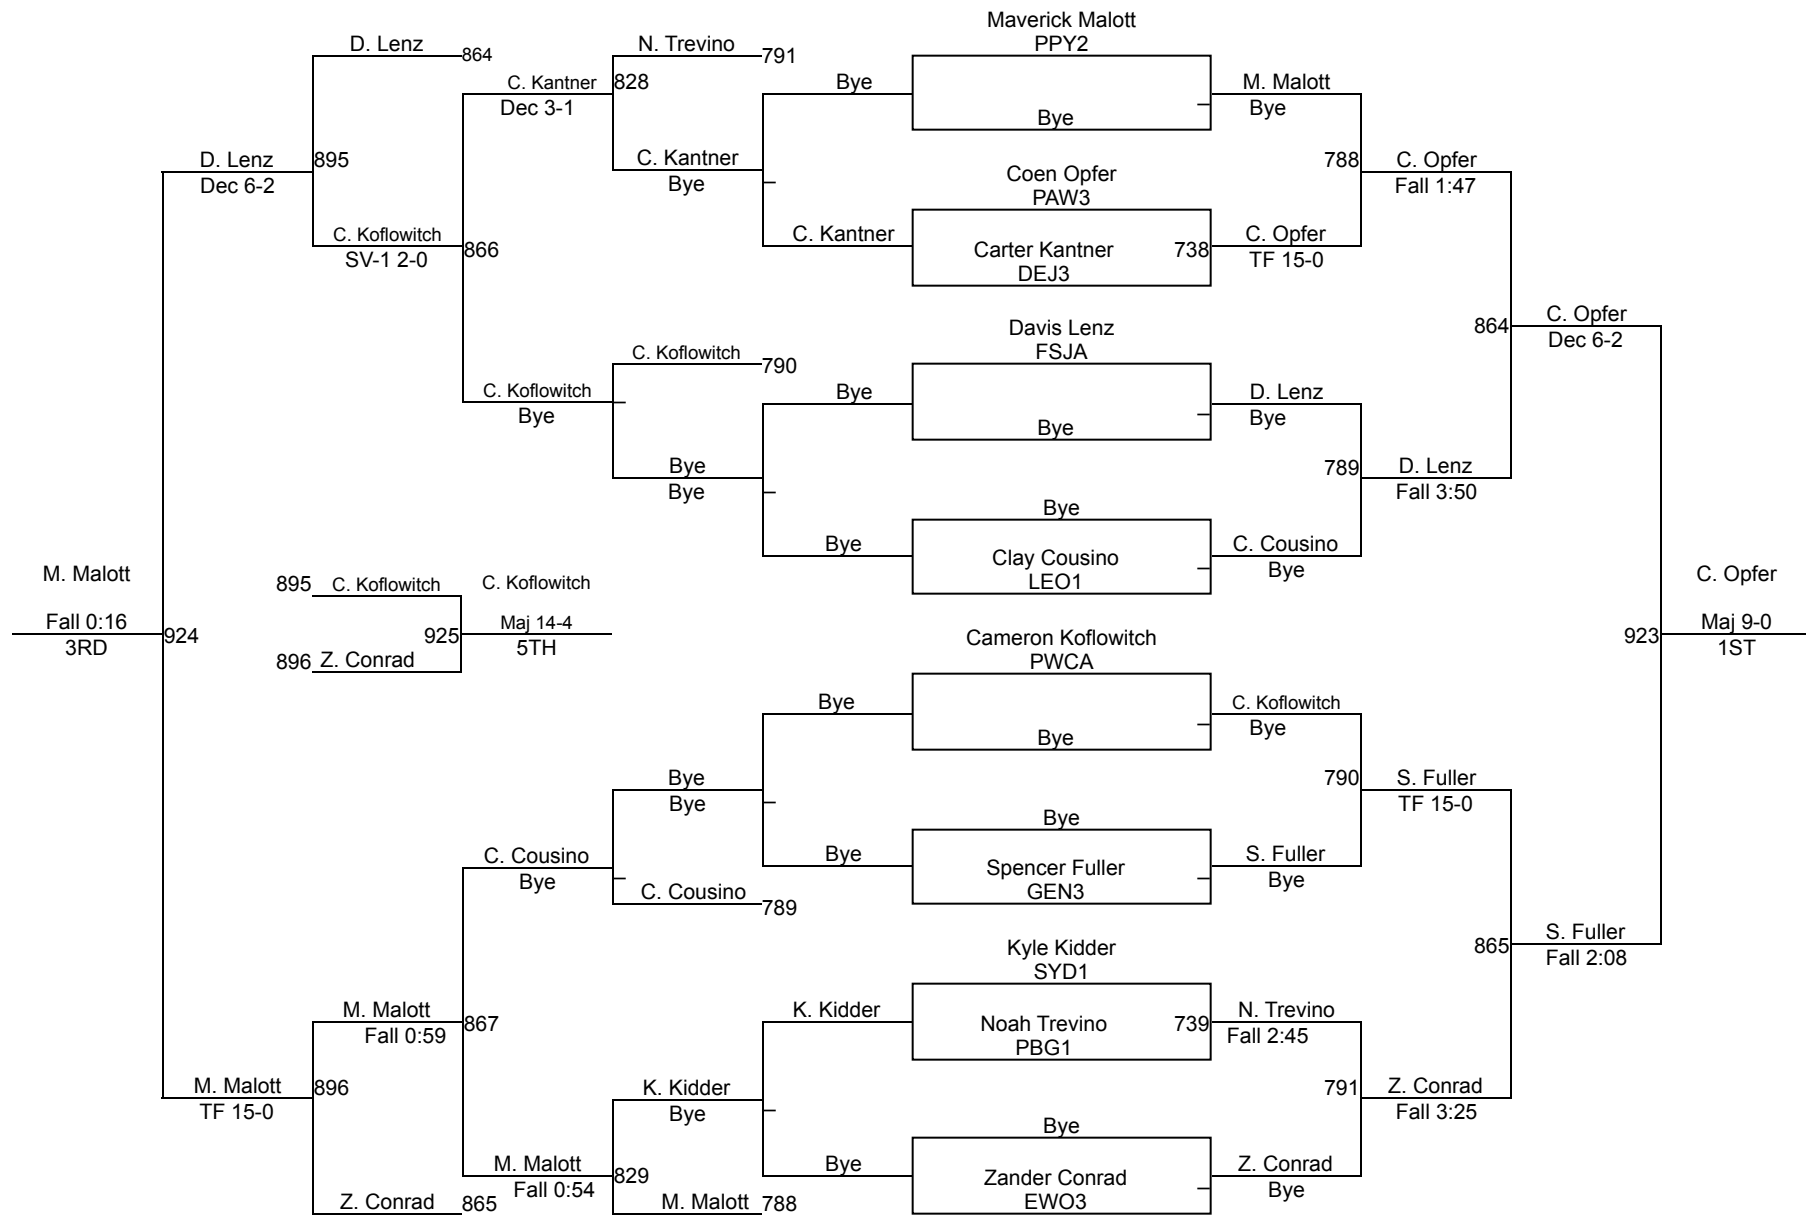 Maverick Malott
PPY2
D. Lenz
864
N. Trevino
791
C. Kantner
828
Dec 3-1
Bye
M. Malott
Bye
Bye
D. Lenz
895
Dec 6-2
C. Kantner
Bye
788
C. Opfer
Fall 1:47
Coen Opfer
PAW3
C. Koflowitch
866
SV-1 2-0
C. Kantner
Carter Kantner
738
DEJ3
C. Opfer
TF 15-0
C. Opfer
864
Dec 6-2
Davis Lenz
FSJA
C. Koflowitch
790
C. Koflowitch
Bye
Bye
D. Lenz
Bye
Bye
Bye
Bye
789
D. Lenz
Fall 3:50
Bye
Bye
Clay Cousino
LEO1
C. Cousino
Bye
M. Malott
Fall 0:16
924
3RD
895
C. Koflowitch
C. Koflowitch
925
Maj 14-4
5TH
896
Z. Conrad
C. Opfer
923
Maj 9-0
1ST
Cameron Koflowitch
PWCA
Bye
C. Koflowitch
Bye
Bye
Bye
Bye
790
S. Fuller
TF 15-0
Bye
C. Cousino
Bye
Bye
Spencer Fuller
GEN3
S. Fuller
Bye
C. Cousino
789
865
S. Fuller
Fall 2:08
Kyle Kidder
SYD1
M. Malott
867
Fall 0:59
K. Kidder
Noah Trevino
739
PBG1
N. Trevino
Fall 2:45
M. Malott
896
TF 15-0
K. Kidder
Bye
791
Z. Conrad
Fall 3:25
Bye
M. Malott
829
Fall 0:54
Bye
Zander Conrad
EWO3
Z. Conrad
Bye
Z. Conrad
865
M. Malott
788